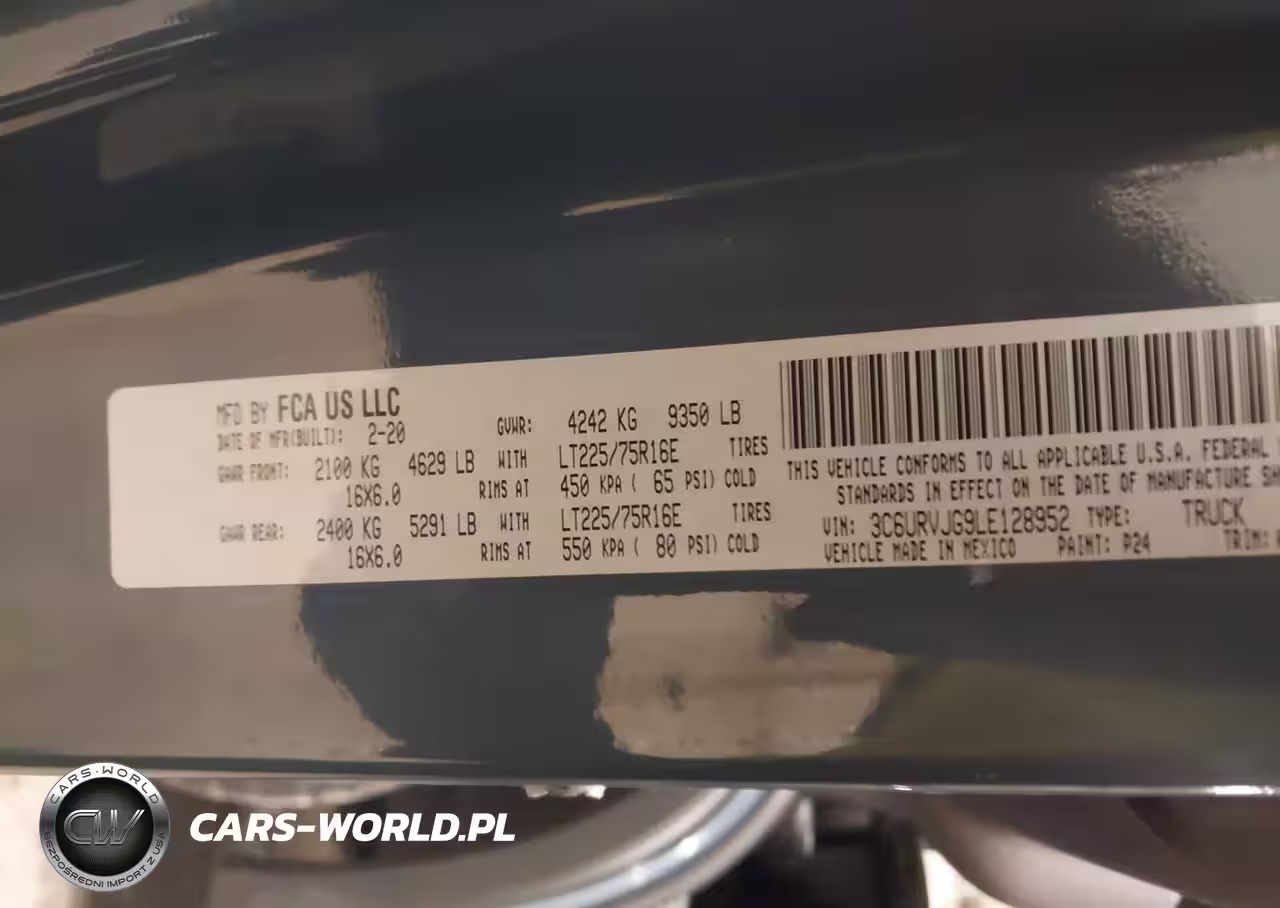 MFD BY FCA US LLC
DATE OF MFR(BUILT): 2-20
GVWR: 4242 KG 9350 LB
GAWR FRONT: 2100 KG 4629 LB WITH LT225/75R16E TIRES
16X6.0 RIMS AT 450 KPA ( 65 PSI) COLD
GAWR REAR: 2400 KG 5291 LB WITH LT225/75R16E TIRES
16X6.0 RIMS AT 550 KPA ( 80 PSI) COLD
THIS VEHICLE CONFORMS TO ALL APPLICABLE U.S.A. FEDERAL
STANDARDS IN EFFECT ON THE DATE OF MANUFACTURE SH
VIN: 3C6URVJG9LE128952 TYPE: TRUCK
VEHICLE MADE IN MEXICO PAINT: P24 TRIM:
CARS-WORLD
CW
BEZPOŚREDNI IMPORT Z USA
CARS-WORLD.PL